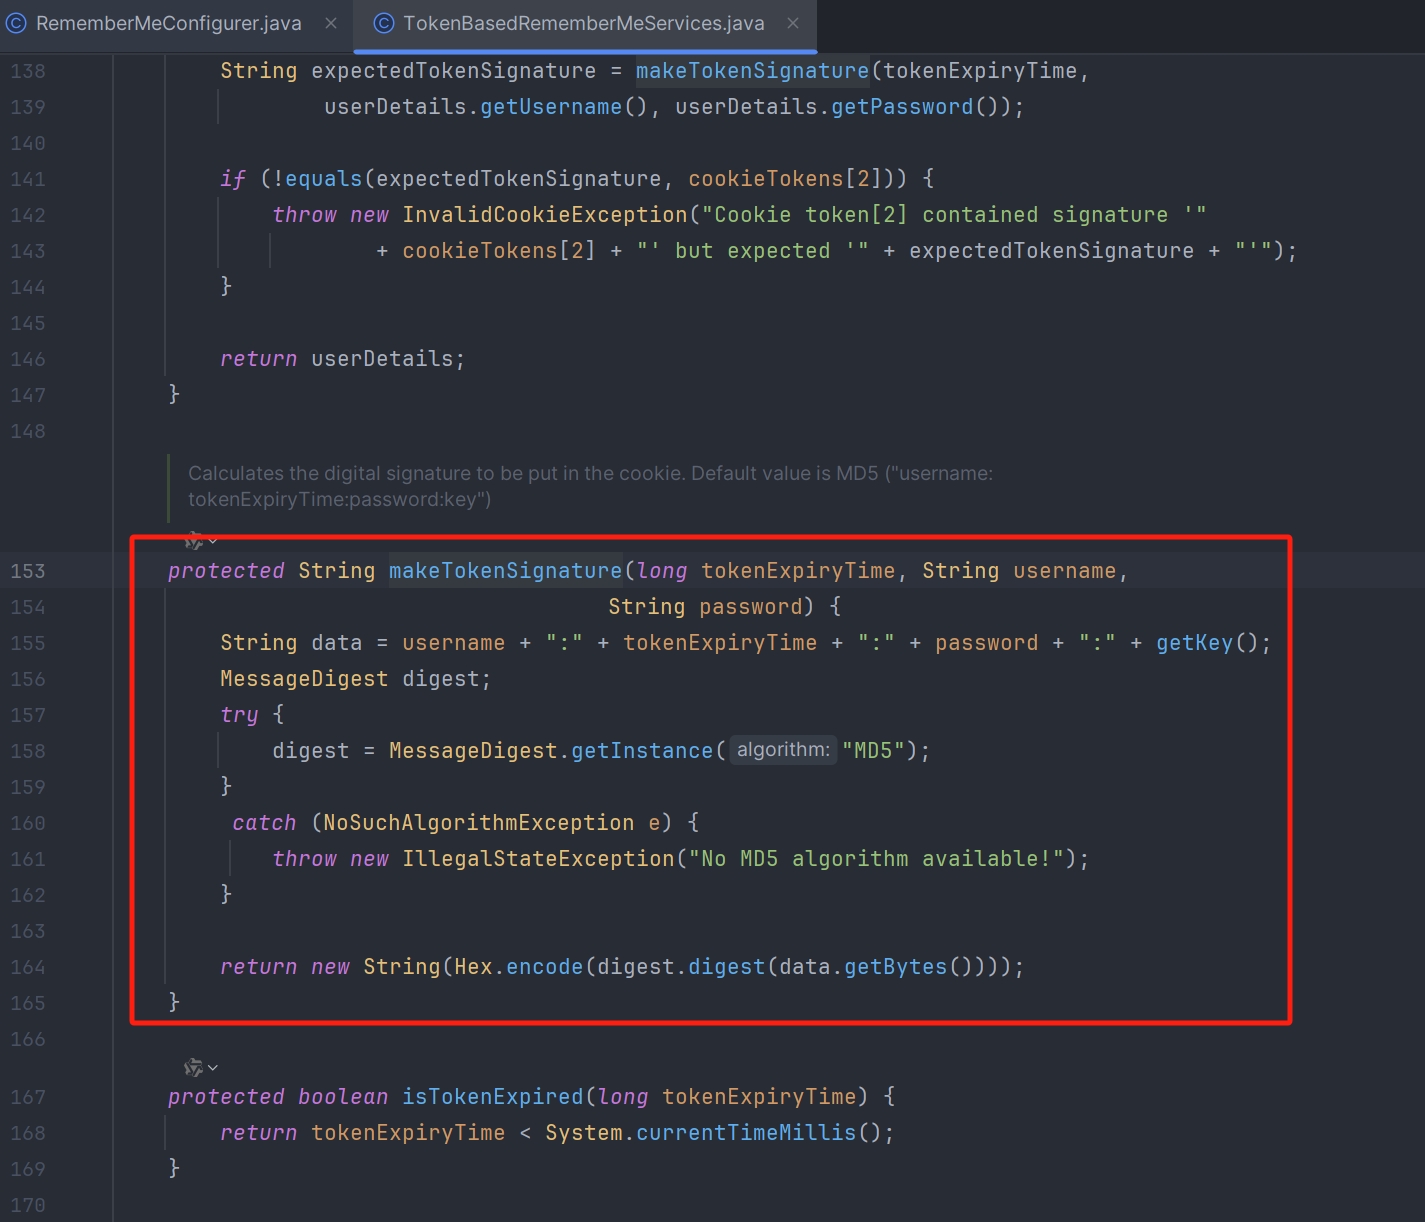 RememberMeConfigurer.java
TokenBasedRememberMeServices.java
138 String expectedTokenSignature = makeTokenSignature(tokenExpiryTime,
139 userDetails.getUsername(), userDetails.getPassword());
140
141 if (!equals(expectedTokenSignature, cookieTokens[2])) {
142 throw new InvalidCookieException("Cookie token[2] contained signature '"
143 + cookieTokens[2] + "' but expected '" + expectedTokenSignature + "'");
144 }
145
146 return userDetails;
147 }
148
Calculates the digital signature to be put in the cookie. Default value is MD5 ("username:
tokenExpiryTime:password:key")
153 protected String makeTokenSignature(long tokenExpiryTime, String username,
154 String password) {
155 String data = username + ":" + tokenExpiryTime + ":" + password + ":" + getKey();
156 MessageDigest digest;
157 try {
158 digest = MessageDigest.getInstance( algorithm: "MD5");
159 }
160 catch (NoSuchAlgorithmException e) {
161 throw new IllegalStateException("No MD5 algorithm available!");
162 }
163
164 return new String(Hex.encode(digest.digest(data.getBytes())));
165 }
166
167 protected boolean isTokenExpired(long tokenExpiryTime) {
168 return tokenExpiryTime < System.currentTimeMillis();
169 }
170